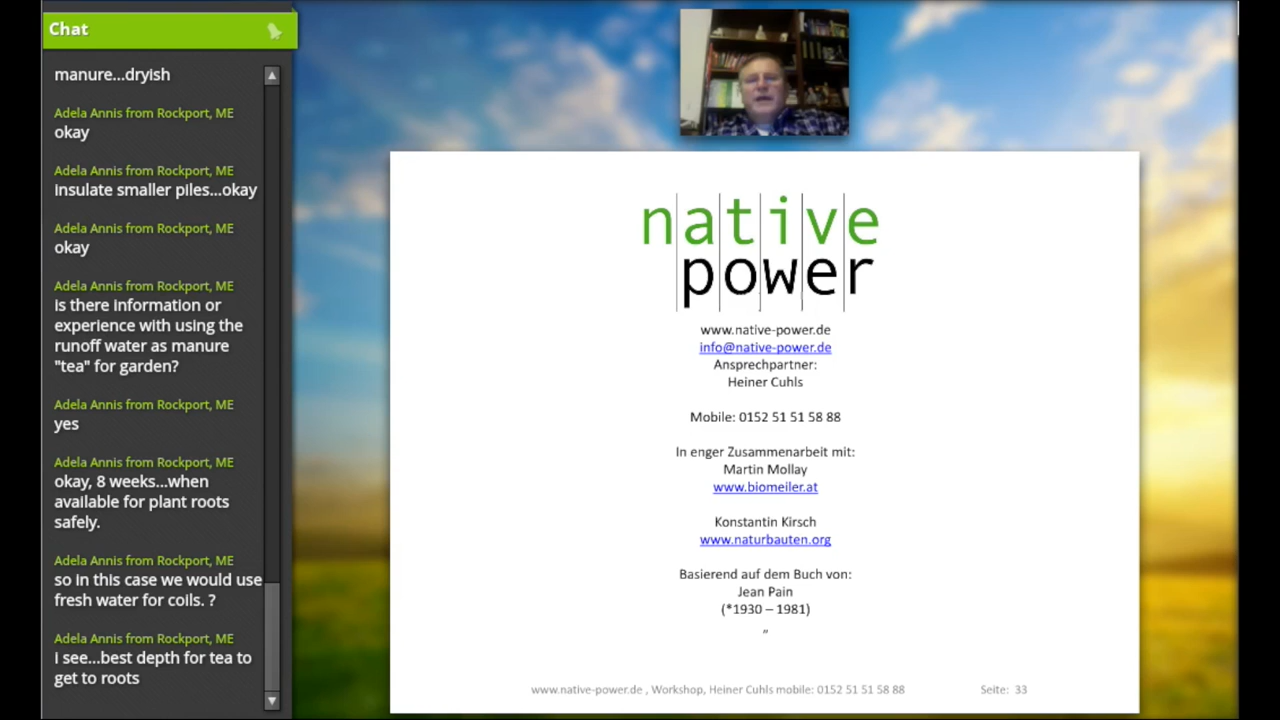 Chat
manure...dryish
Adela Annis from Rockport, ME
okay
Adela Annis from Rockport, ME
insulate smaller piles...okay
Adela Annis from Rockport, ME
okay
Adela Annis from Rockport, ME
is there information or
experience with using the
runoff water as manure
"tea" for garden?
Adela Annis from Rockport, ME
yes
Adela Annis from Rockport, ME
okay, 8 weeks...when
available for plant roots
safely.
Adela Annis from Rockport, ME
so in this case we would use
fresh water for coils. ?
Adela Annis from Rockport, ME
i see...best depth for tea to
get to roots
native
power
www.native-power.de
info@native-power.de
Ansprechpartner:
Heiner Cuhls
Mobile: 0152 51 51 58 88
In enger Zusammenarbeit mit:
Martin Mollay
www.biomeiler.at
Konstantin Kirsch
www.naturbauten.org
Basierend auf dem Buch von:
Jean Pain
(*1930 – 1981)
„
www.native-power.de , Workshop, Heiner Cuhls mobile: 0152 51 51 58 88 Seite: 33